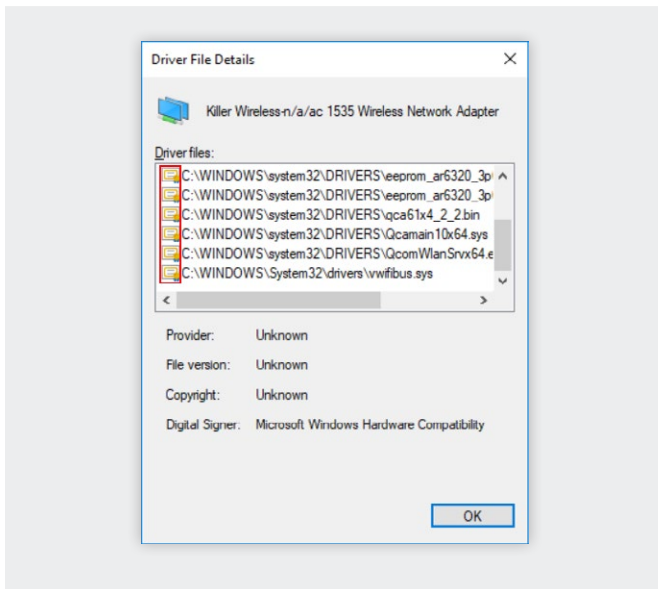 Driver File Details
Killer Wireless-n/a/ac 1535 Wireless Network Adapter
Driver files:
C:\WINDOWS\system32\DRIVERS\eeprom_ar6320_3p
C:\WINDOWS\system32\DRIVERS\eeprom_ar6320_3p
C:\WINDOWS\system32\DRIVERS\qca61x4_2_2.bin
C:\WINDOWS\system32\DRIVERS\Qcamain10x64.sys
C:\WINDOWS\system32\DRIVERS\QcomWlanSrvx64.e
C:\WINDOWS\System32\drivers\vwifibus.sys
Provider: Unknown
File version: Unknown
Copyright: Unknown
Digital Signer: Microsoft Windows Hardware Compatibility
OK